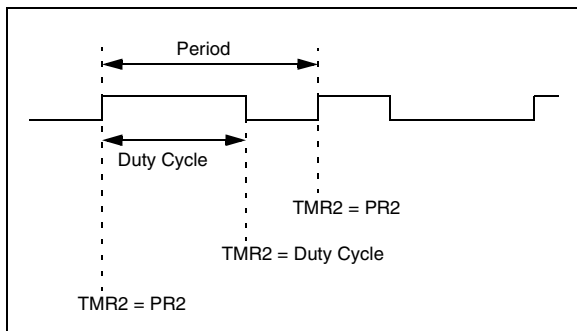 Period
Duty Cycle
TMR2 = PR2
TMR2 = Duty Cycle
TMR2 = PR2